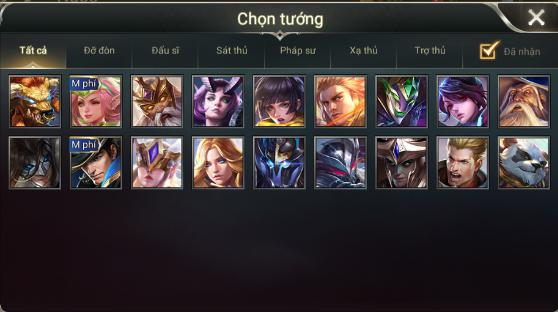 Chọn tướng
Tất cả Đỡ đòn Đấu sĩ Sát thủ Pháp sư Xạ thủ Trợ thủ Đã nhận
M phí
M phí